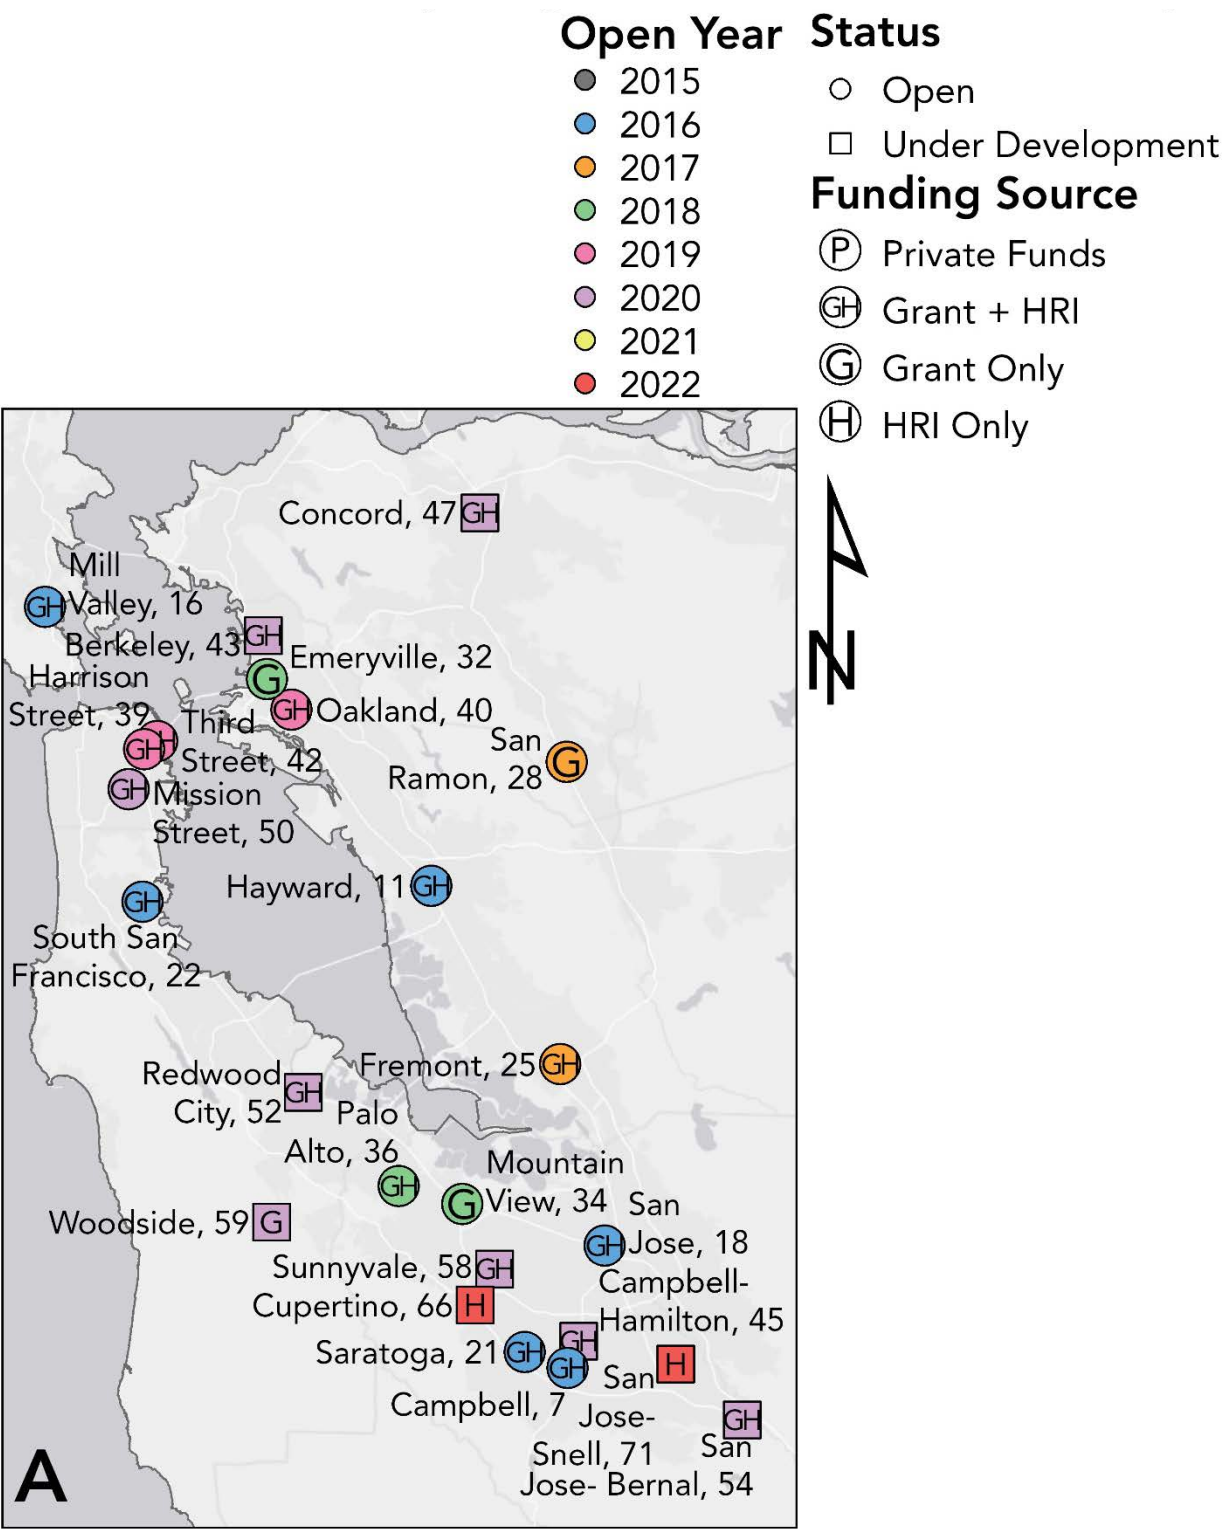 Open Year
2015
2016
2017
2018
2019
2020
2021
2022
Status
Open
Under Development
Funding Source
P Private Funds
GH Grant + HRI
G Grant Only
H HRI Only
N
Concord, 47 GH
Mill
GH Valley, 16
Berkeley, 43 GH
G Emeryville, 32
Harrison
Street, 39
GH Oakland, 40
Third
Street, 42
GH H
San
Ramon, 28 G
GH Mission
Street, 50
Hayward, 11 GH
GH
South San
Francisco, 22
Fremont, 25 GH
Redwood
City, 52 GH
Palo
Alto, 36
GH
Mountain
G View, 34
Woodside, 59 G
San
GH Jose, 18
Sunnyvale, 58 GH
Cupertino, 66 H
Campbell-
Hamilton, 45
GH
Saratoga, 21 GH
GH
Campbell, 7
San H
Jose-
Snell, 71
GH
San
Jose- Bernal, 54
A